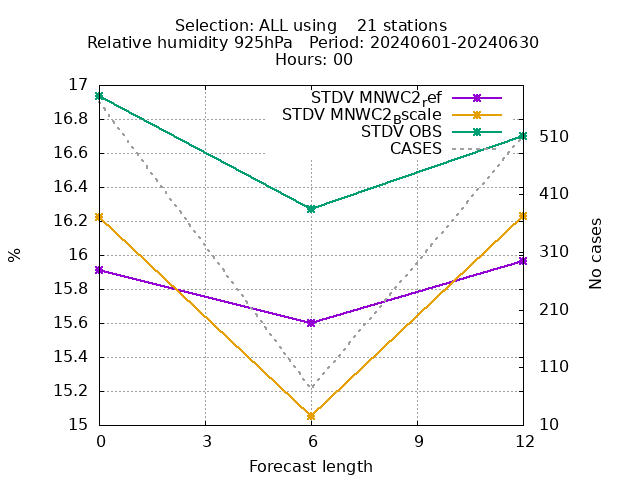 Selection: ALL using    21 stations
Relative humidity 925hPa   Period: 20240601-20240630
Hours: 00
STDV MNWC2ref
STDV MNWC2Bscale
STDV OBS
CASES
17
16.8
16.6
16.4
16.2
16
15.8
15.6
15.4
15.2
15
%
510
410
310
210
110
10
No cases
0 3 6 9 12
Forecast length